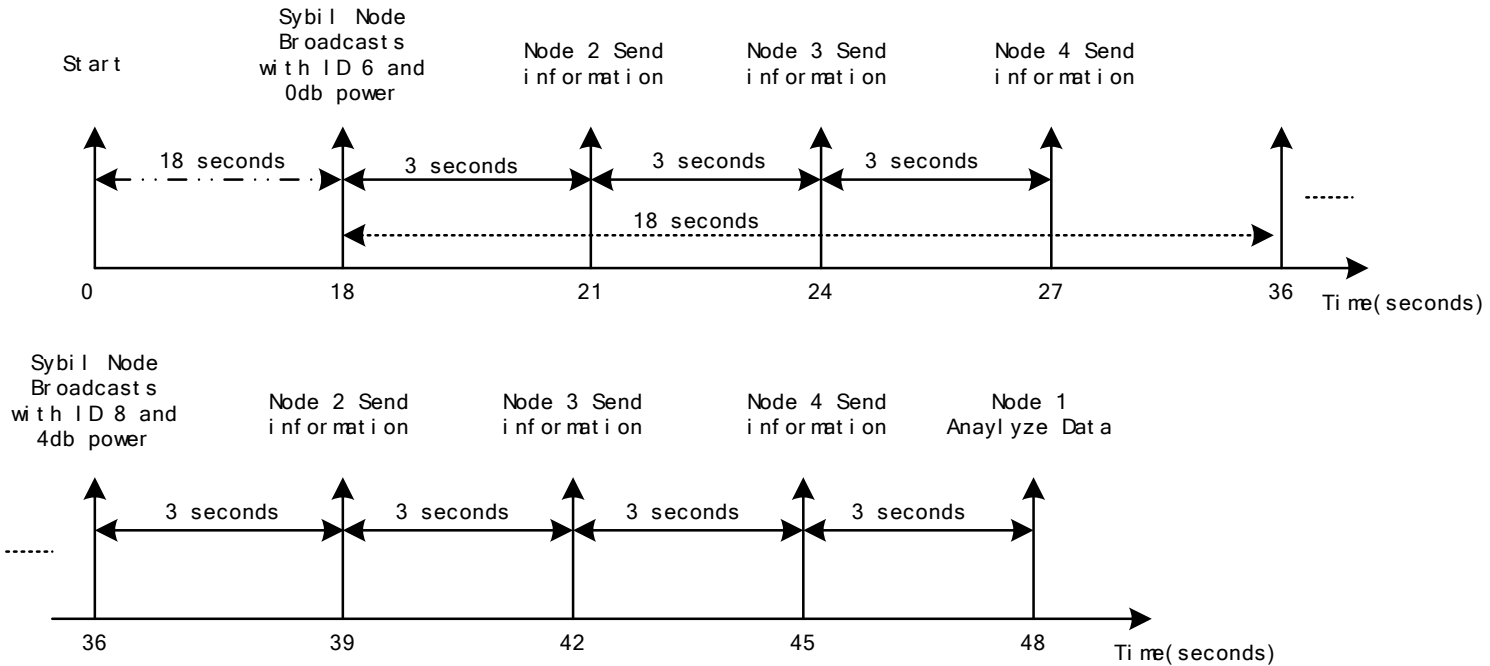 Start
Sybil Node
Broadcasts
with ID 6 and
0db power
Node 2 Send
information
Node 3 Send
information
Node 4 Send
information
18 seconds
3 seconds
3 seconds
3 seconds
18 seconds
0
18
21
24
27
36
Time(seconds)
Sybil Node
Broadcasts
with ID 8 and
4db power
Node 2 Send
information
Node 3 Send
information
Node 4 Send
information
Node 1
Anaylyze Data
3 seconds
3 seconds
3 seconds
3 seconds
36
39
42
45
48
Time(seconds)